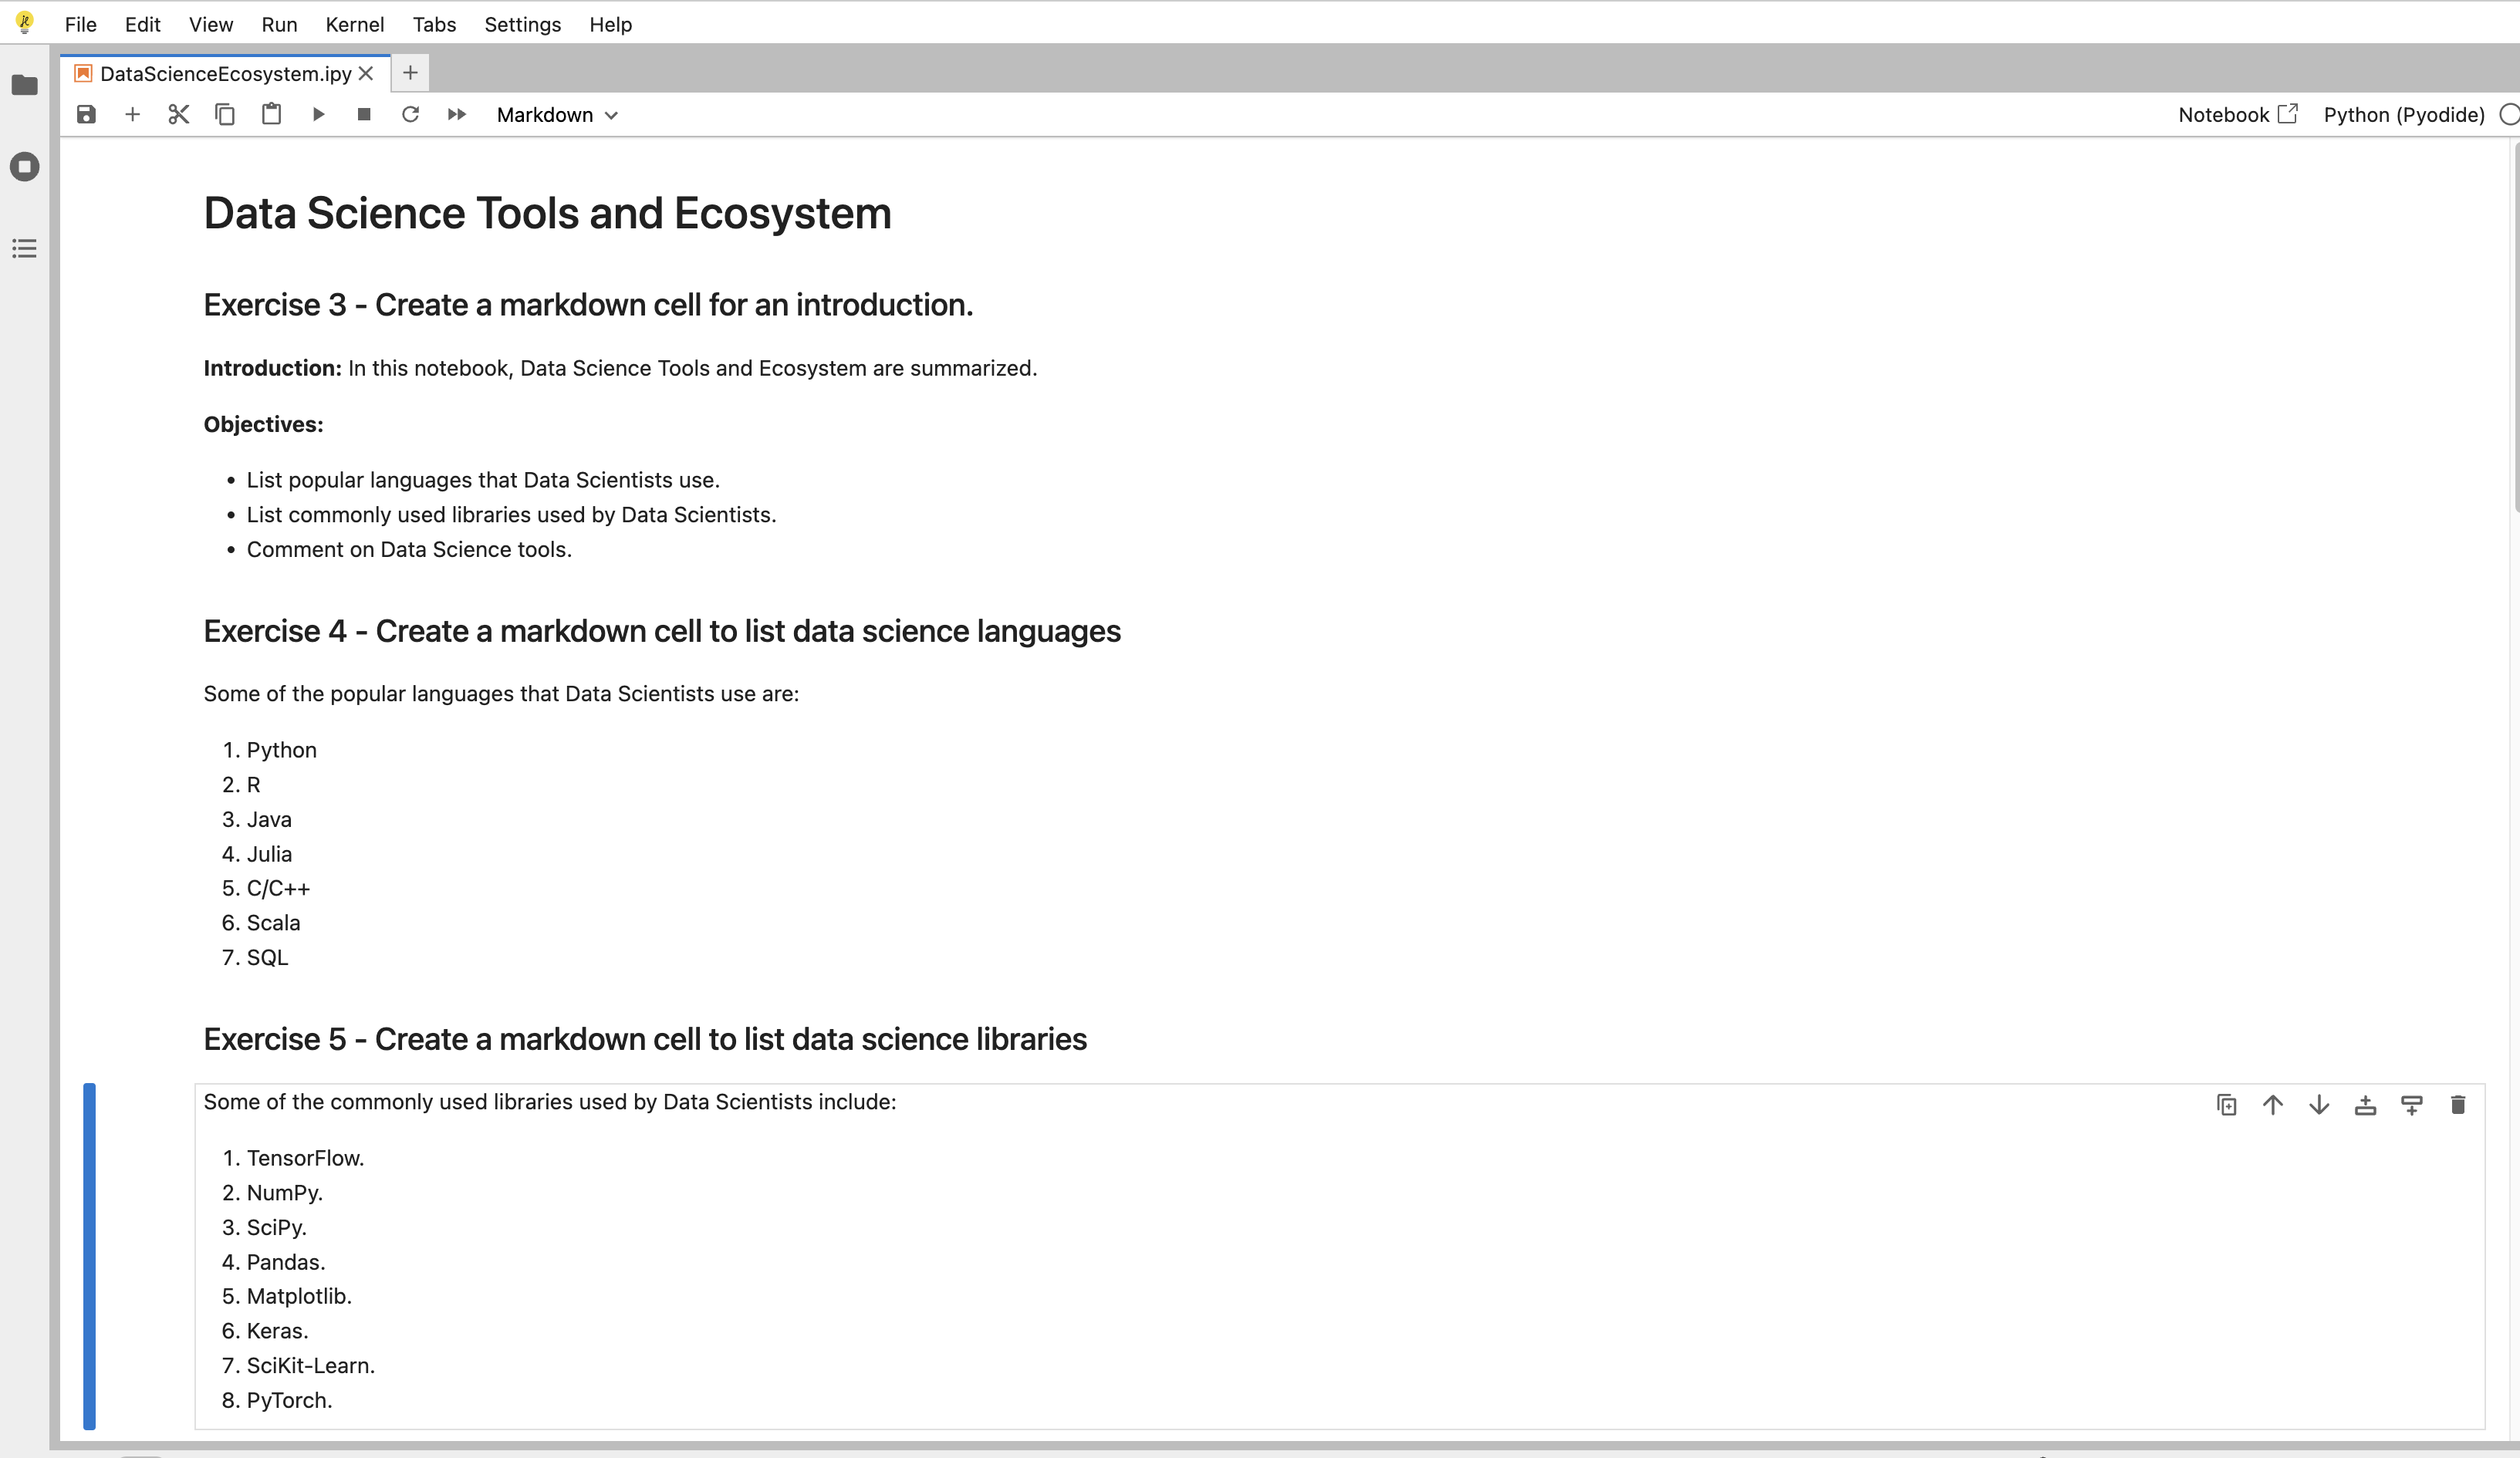 File Edit View Run Kernel Tabs Settings Help
DataScienceEcosystem.ipy
Markdown
Notebook Python (Pyodide)
Data Science Tools and Ecosystem
Exercise 3 - Create a markdown cell for an introduction.
Introduction: In this notebook, Data Science Tools and Ecosystem are summarized.
Objectives:
• List popular languages that Data Scientists use.
• List commonly used libraries used by Data Scientists.
• Comment on Data Science tools.
Exercise 4 - Create a markdown cell to list data science languages
Some of the popular languages that Data Scientists use are:
1. Python
2. R
3. Java
4. Julia
5. C/C++
6. Scala
7. SQL
Exercise 5 - Create a markdown cell to list data science libraries
Some of the commonly used libraries used by Data Scientists include:
1. TensorFlow.
2. NumPy.
3. SciPy.
4. Pandas.
5. Matplotlib.
6. Keras.
7. SciKit-Learn.
8. PyTorch.